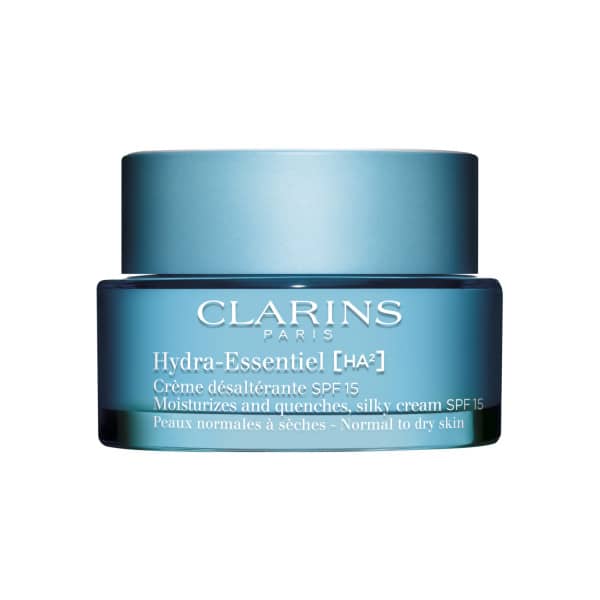 CLARINS
PARIS
Hydra-Essentiel [HA²]
Crème désaltérante SPF 15
Moisturizes and quenches, silky cream SPF 15
Peaux normales à sèches - Normal to dry skin